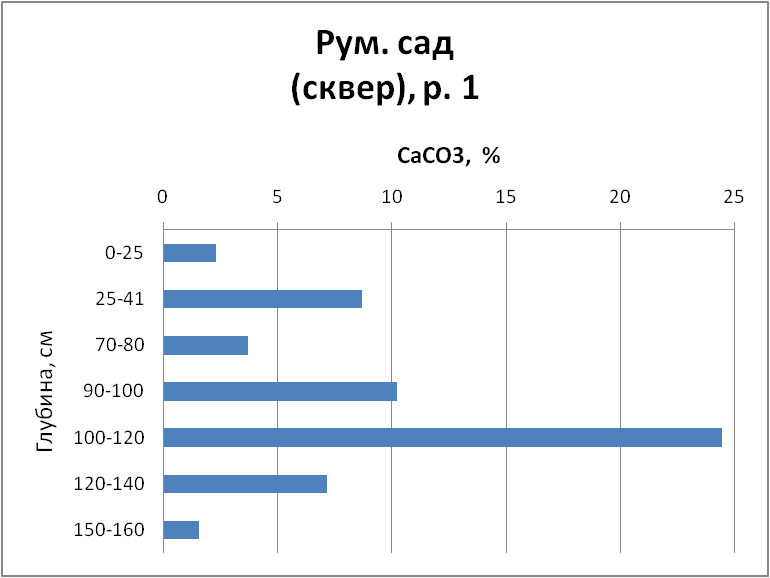 Рум. сад
(сквер), р. 1
CaCO3, %
0 5 10 15 20 25
Глубина, см
0-25
25-41
70-80
90-100
100-120
120-140
150-160